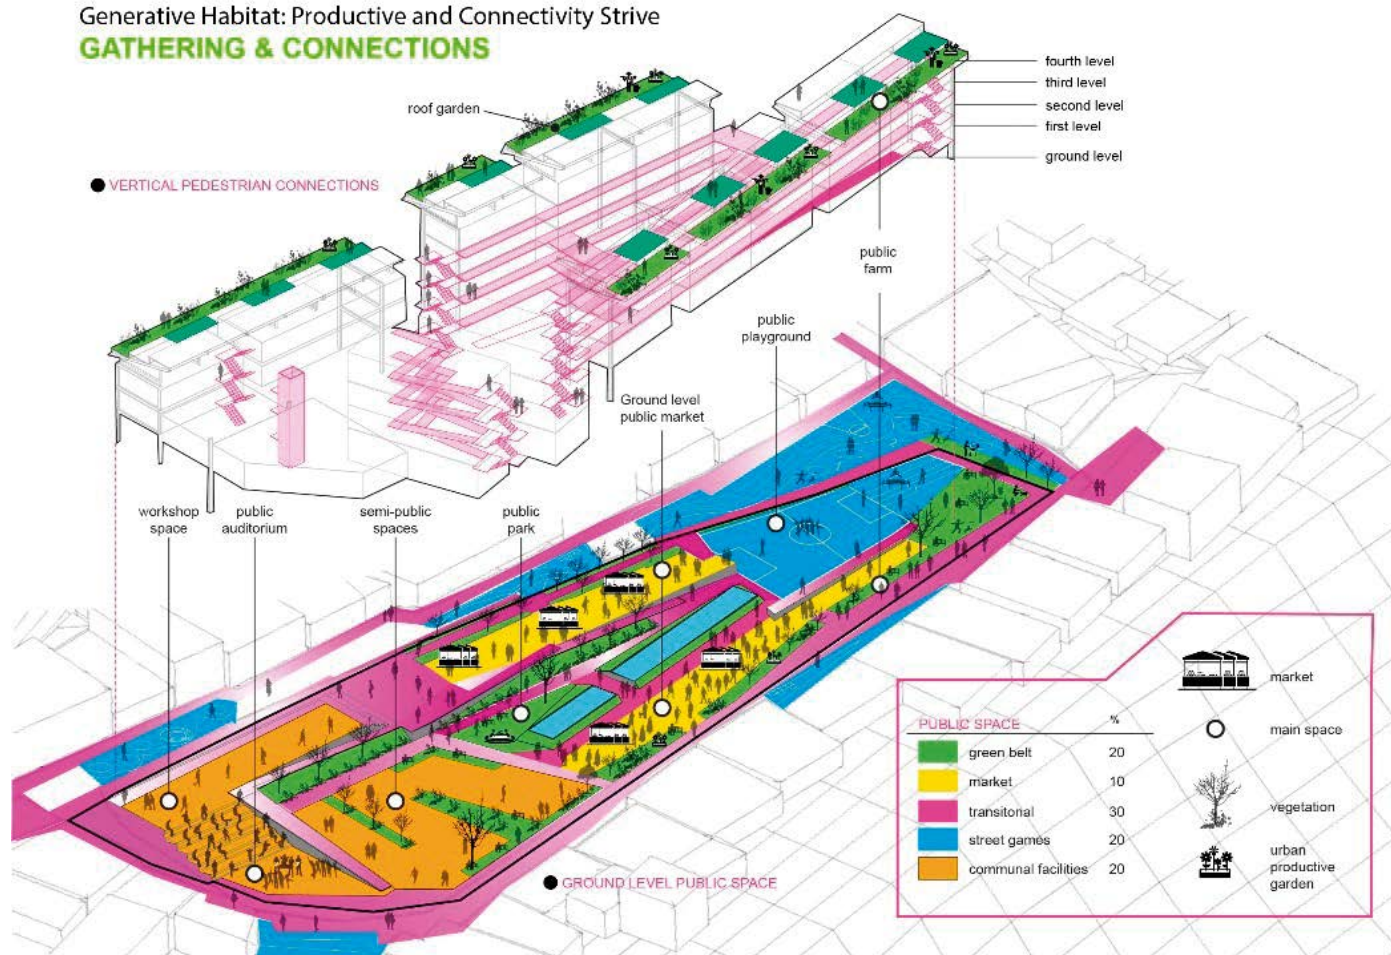 Generative Habitat: Productive and Connectivity Strive
GATHERING & CONNECTIONS
roof garden
VERTICAL PEDESTRIAN CONNECTIONS
fourth level
third level
second level
first level
ground level
public
farm
public
playground
Ground level
public market
workshop
space
public
auditorium
semi-public
spaces
public
park
GROUND LEVEL PUBLIC SPACE
PUBLIC SPACE %
green belt 20
market 10
transitonal 30
street games 20
communal facilities 20
market
main space
vegetation
urban
productive
garden